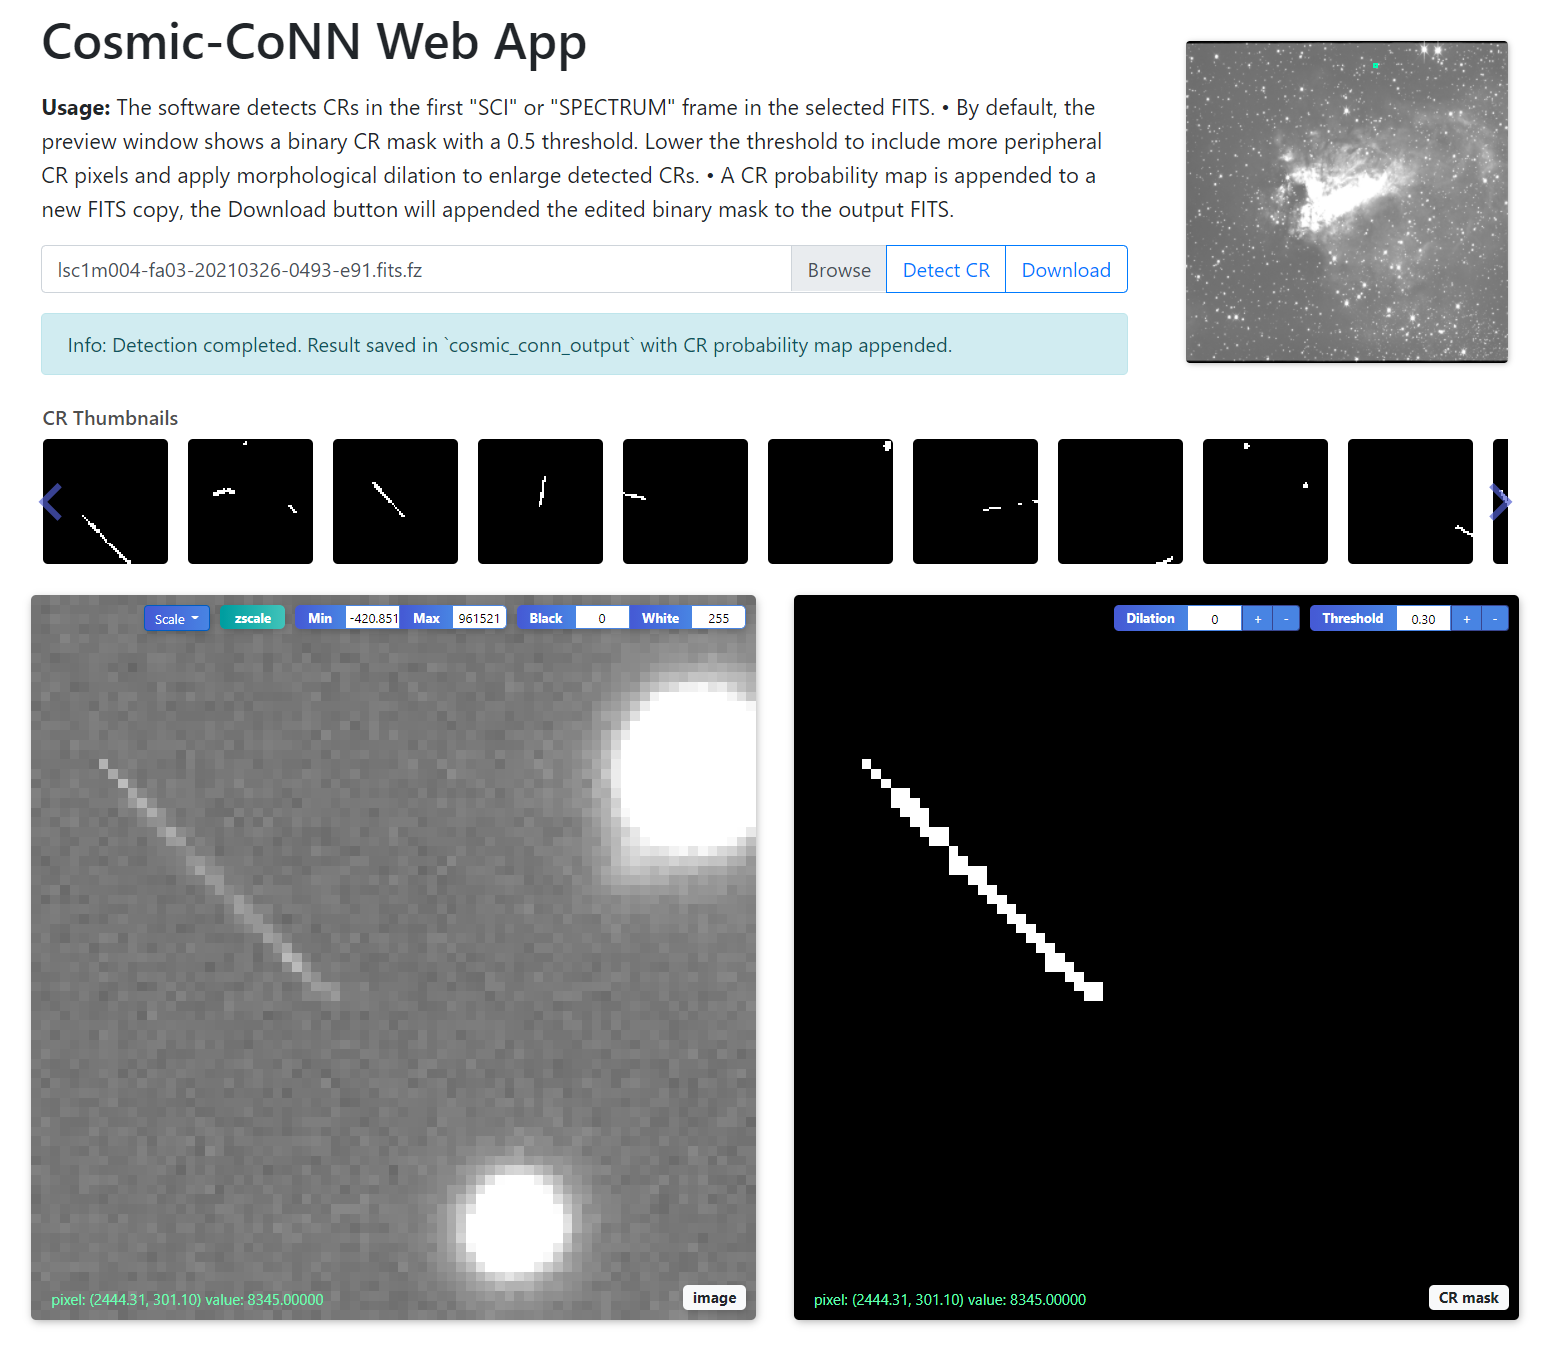 Cosmic-CoNN Web App
Usage: The software detects CRs in the first "SCI" or "SPECTRUM" frame in the selected FITS. • By default, the
preview window shows a binary CR mask with a 0.5 threshold. Lower the threshold to include more peripheral
CR pixels and apply morphological dilation to enlarge detected CRs. • A CR probability map is appended to a
new FITS copy, the Download button will appended the edited binary mask to the output FITS.
lsc1m004-fa03-20210326-0493-e91.fits.fz Browse Detect CR Download
Info: Detection completed. Result saved in `cosmic_conn_output` with CR probability map appended.
CR Thumbnails
Scale zscale Min -420.851 Max 961521 Black 0 White 255
Dilation 0 + - Threshold 0.30 + -
pixel: (2444.31, 301.10) value: 8345.00000 image
pixel: (2444.31, 301.10) value: 8345.00000 CR mask